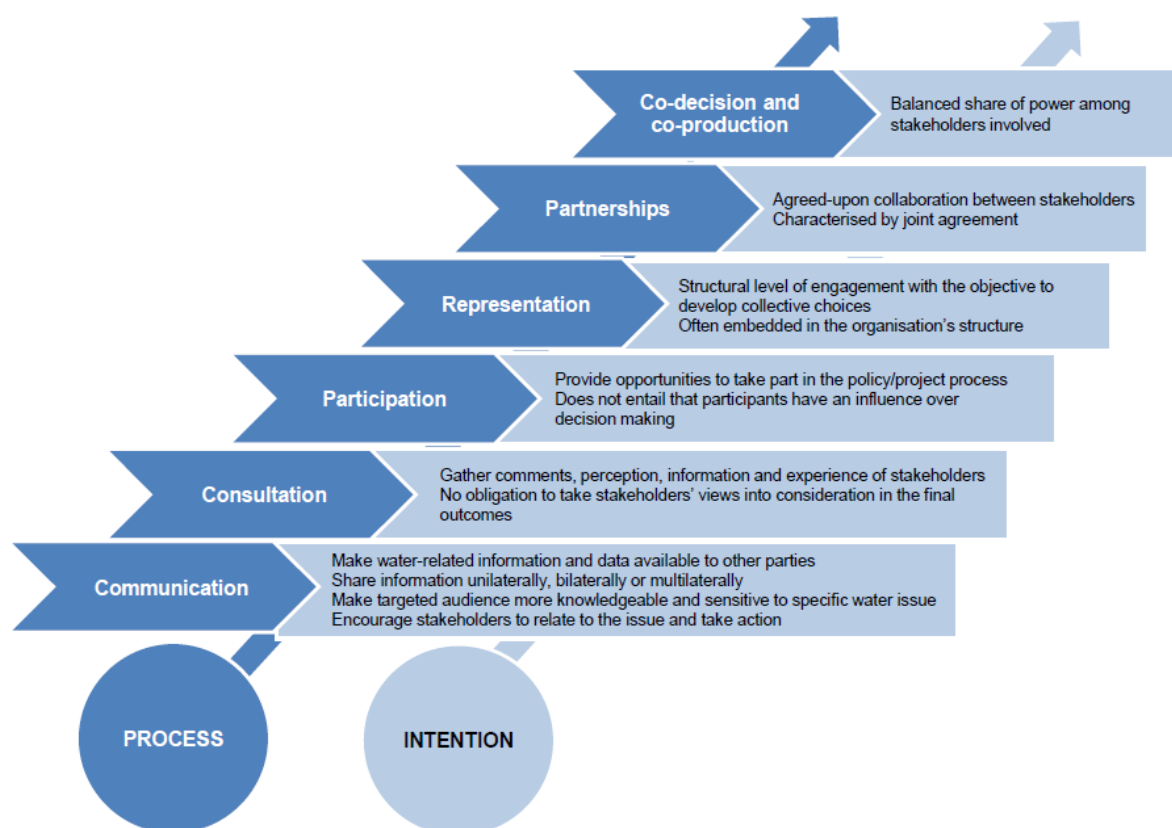 Co-decision and
co-production
Balanced share of power among
stakeholders involved
Partnerships
Agreed-upon collaboration between stakeholders
Characterised by joint agreement
Representation
Structural level of engagement with the objective to
develop collective choices
Often embedded in the organisation's structure
Participation
Provide opportunities to take part in the policy/project process
Does not entail that participants have an influence over
decision making
Consultation
Gather comments, perception, information and experience of stakeholders
No obligation to take stakeholders' views into consideration in the final
outcomes
Communication
Make water-related information and data available to other parties
Share information unilaterally, bilaterally or multilaterally
Make targeted audience more knowledgeable and sensitive to specific water issue
Encourage stakeholders to relate to the issue and take action
PROCESS
INTENTION